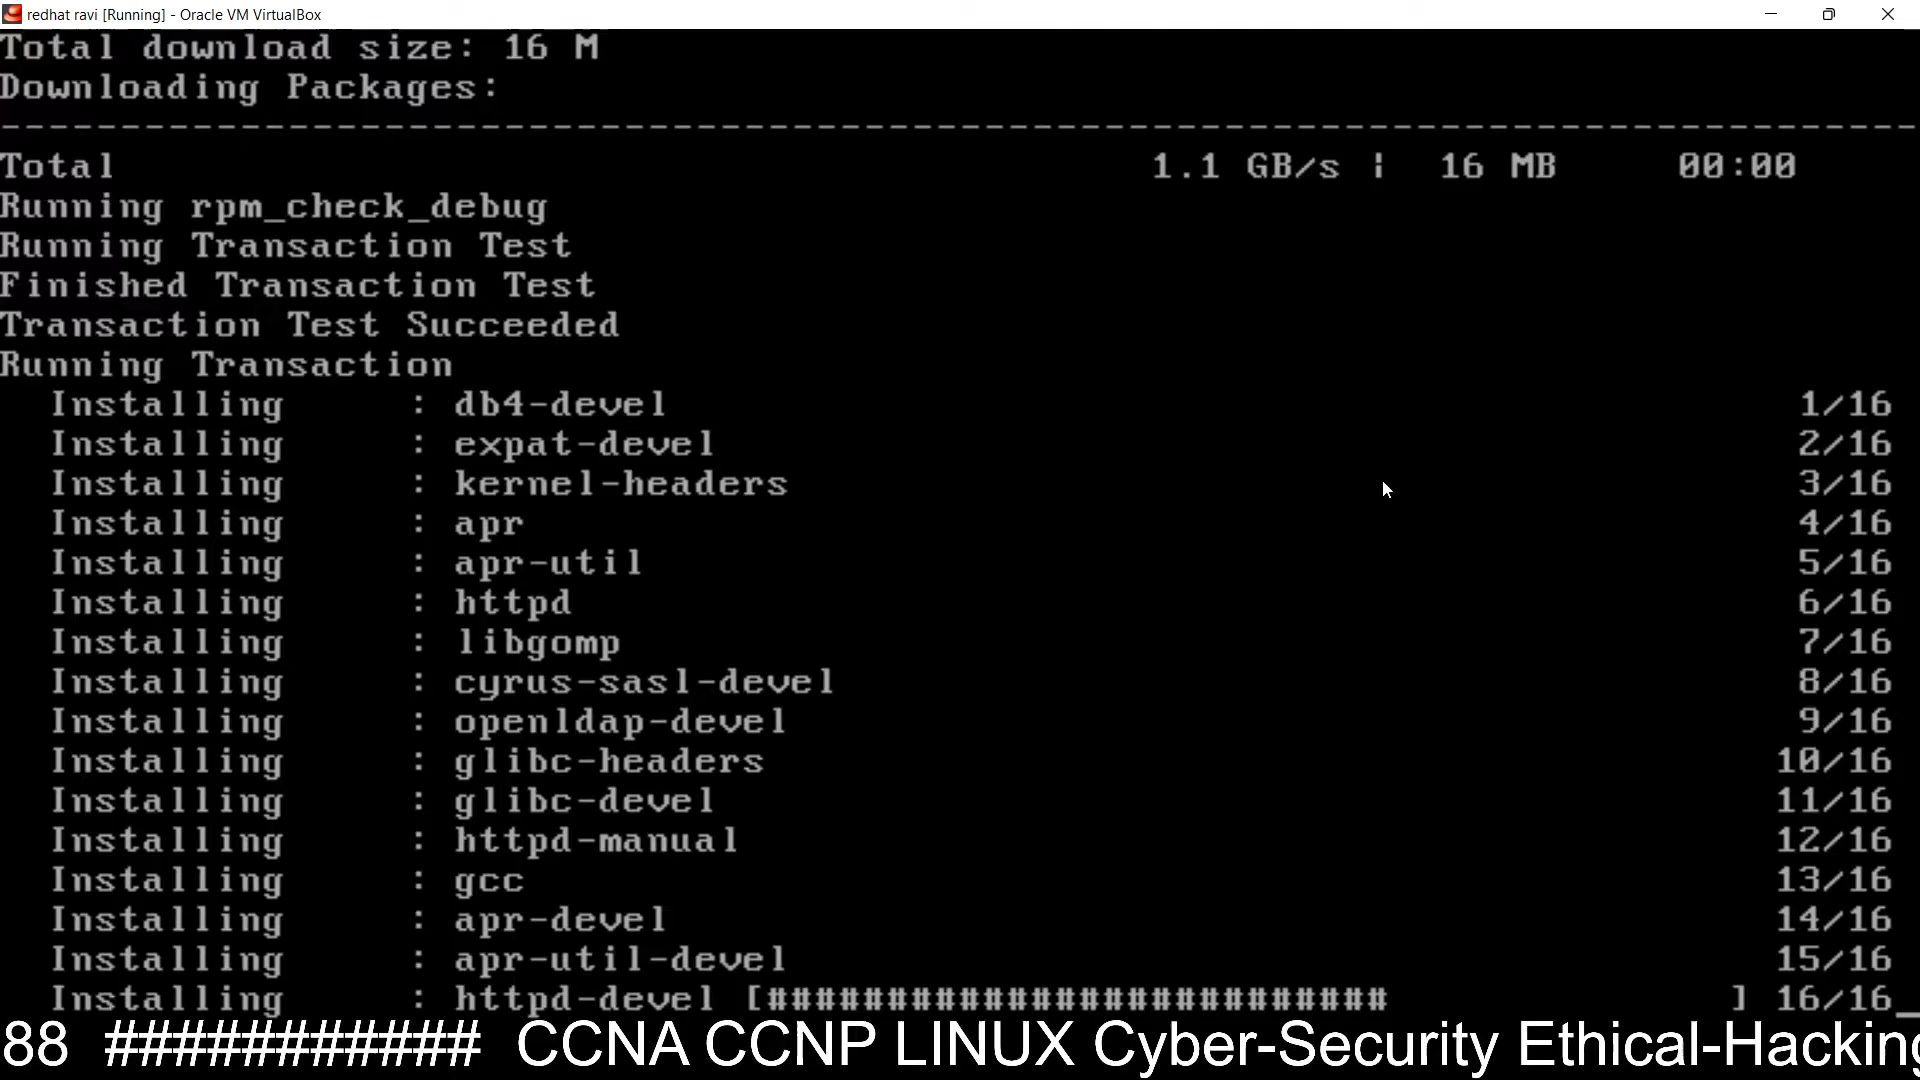 redhat ravi [Running] - Oracle VM VirtualBox
Total download size: 16 M
Downloading Packages:
--------------------------------------------------------------------------------
Total 1.1 GB/s | 16 MB 00:00
Running rpm_check_debug
Running Transaction Test
Finished Transaction Test
Transaction Test Succeeded
Running Transaction
Installing : db4-devel 1/16
Installing : expat-devel 2/16
Installing : kernel-headers 3/16
Installing : apr 4/16
Installing : apr-util 5/16
Installing : httpd 6/16
Installing : libgomp 7/16
Installing : cyrus-sasl-devel 8/16
Installing : openldap-devel 9/16
Installing : glibc-headers 10/16
Installing : glibc-devel 11/16
Installing : httpd-manual 12/16
Installing : gcc 13/16
Installing : apr-devel 14/16
Installing : apr-util-devel 15/16
Installing : httpd-devel [########################## ] 16/16_
88 ########### CCNA CCNP LINUX Cyber-Security Ethical-Hacking